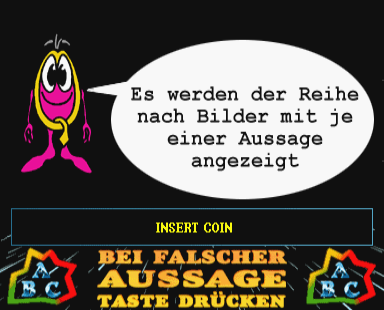 Es werden der Reihe
nach Bilder mit je
einer Aussage
angezeigt
INSERT COIN
BEI FALSCHER
AUSSAGE
TASTE DRÜCKEN
A
B C
A
B C